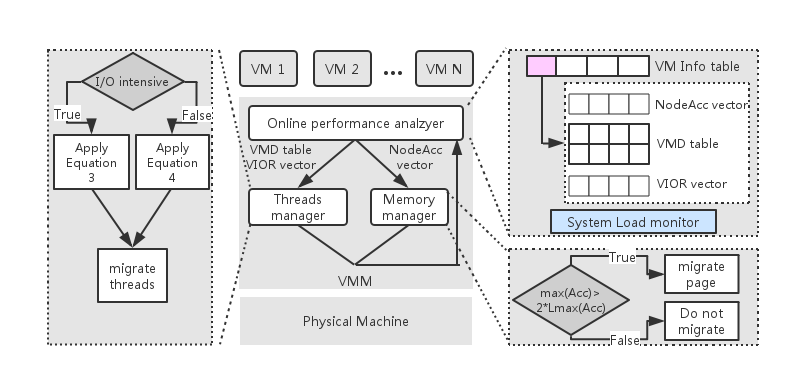 I/O intensive
True
False
Apply
Equation
3
Apply
Equation
4
migrate
threads
VM 1
VM 2
...
VM N
Online performance analzyer
VMD table
VIOR vector
NodeAcc
vector
Threads
manager
Memory
manager
VMM
Physical Machine
VM Info table
NodeAcc vector
VMD table
VIOR vector
System Load monitor
max(Acc)>
2*Lmax(Acc)
True
migrate
page
False
Do not
migrate